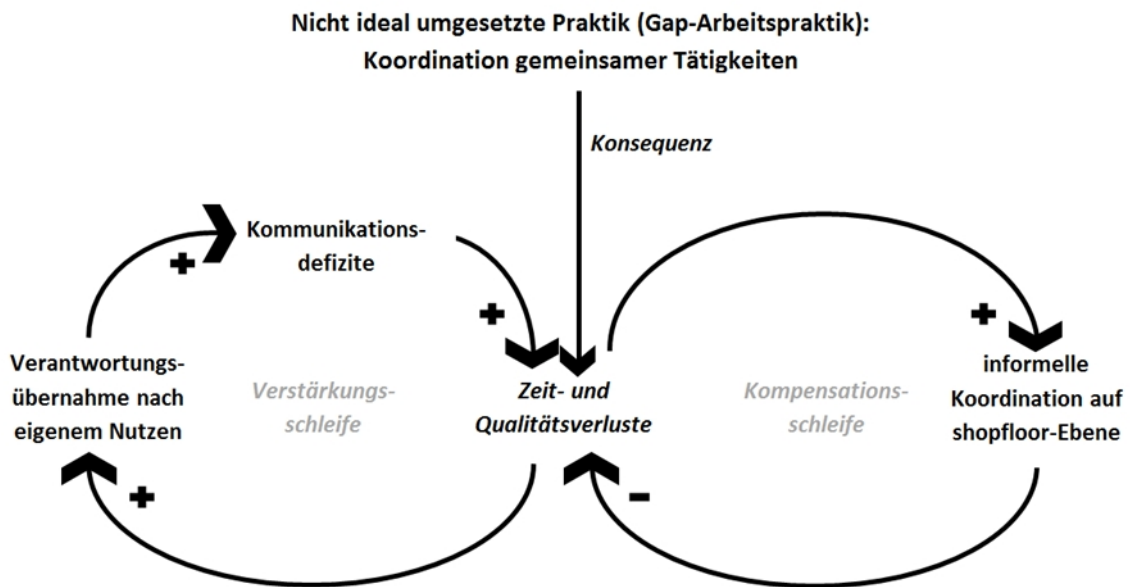 Nicht ideal umgesetzte Praktik (Gap-Arbeitspraktik):
Koordination gemeinsamer Tätigkeiten
Konsequenz
Kommunikations-
defizite
+
+
+
Verantwortungs-
übernahme nach
eigenem Nutzen
Verstärkungs-
schleife
Zeit- und
Qualitätsverluste
Kompensations-
schleife
informelle
Koordination auf
shopfloor-Ebene
+
-